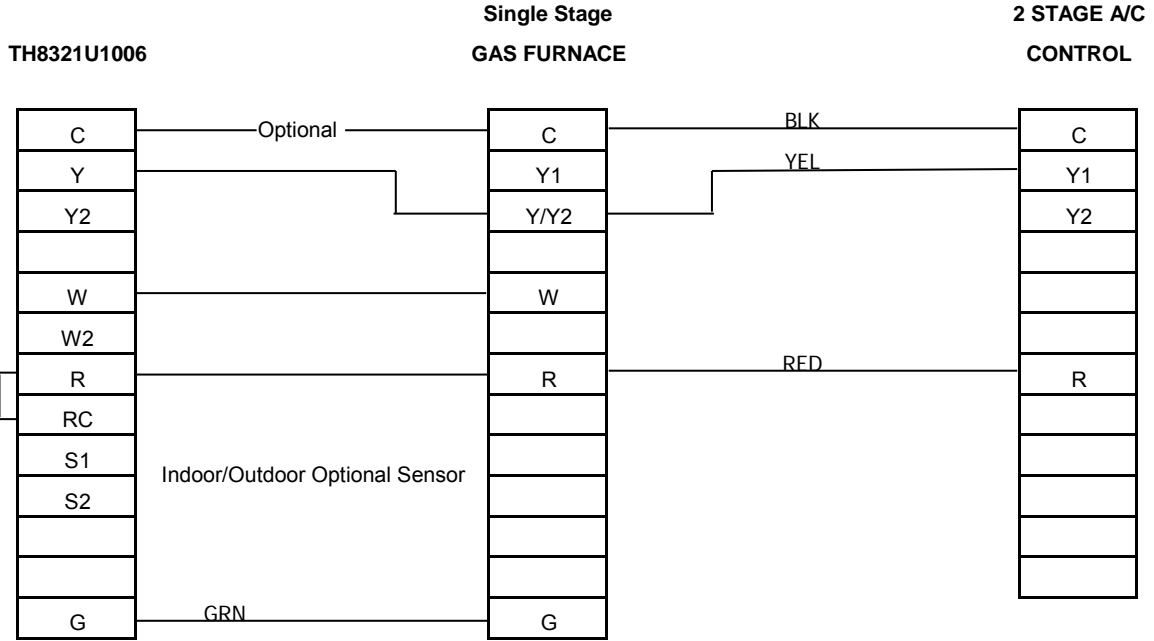 Single Stage
2 STAGE A/C
TH8321U1006
GAS FURNACE
CONTROL
C
Optional
C
BLK
C
Y
Y1
YEL
Y1
Y2
Y/Y2
Y2
W
W
W2
R
R
RED
R
RC
S1
Indoor/Outdoor Optional Sensor
S2
G
GRN
G